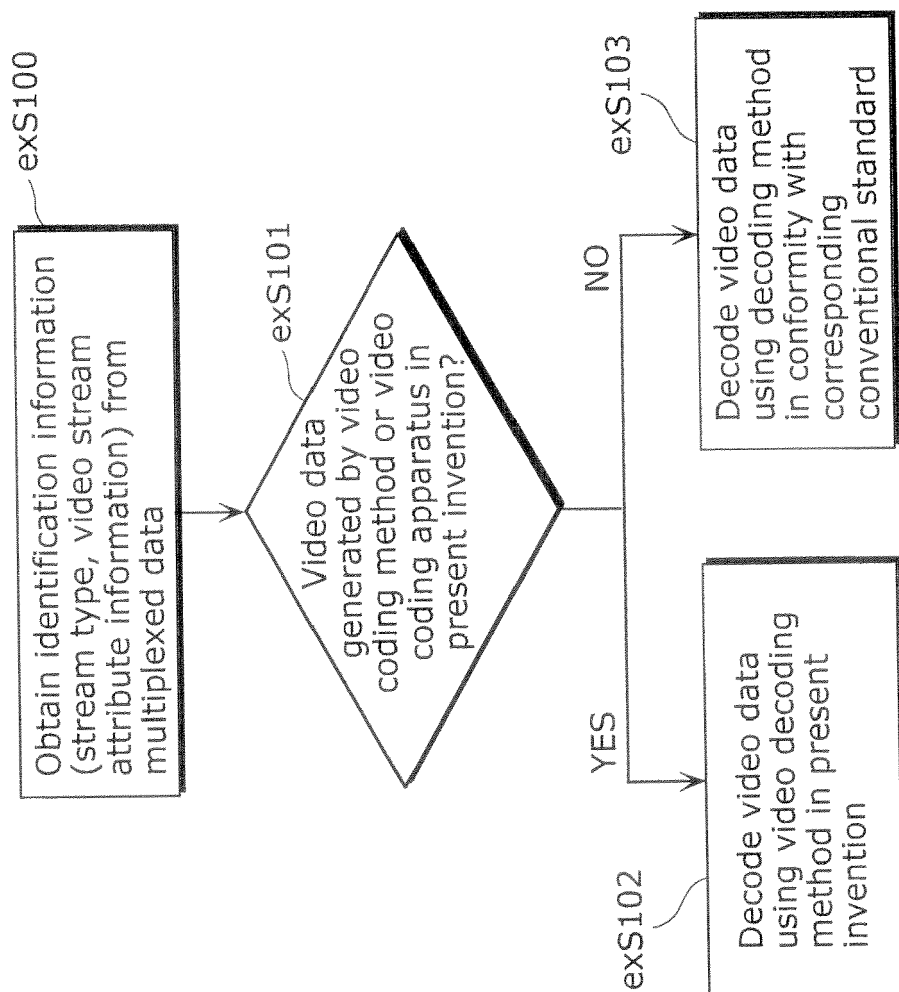 exS100
Obtain identification information
(stream type, video stream
attribute information) from
multiplexed data
exS101
Video data
generated by video
coding method or video
coding apparatus in
present invention?
YES
NO
exS102
Decode video data
using video decoding
method in present
invention
exS103
Decode video data
using decoding method
in conformity with
corresponding
conventional standard